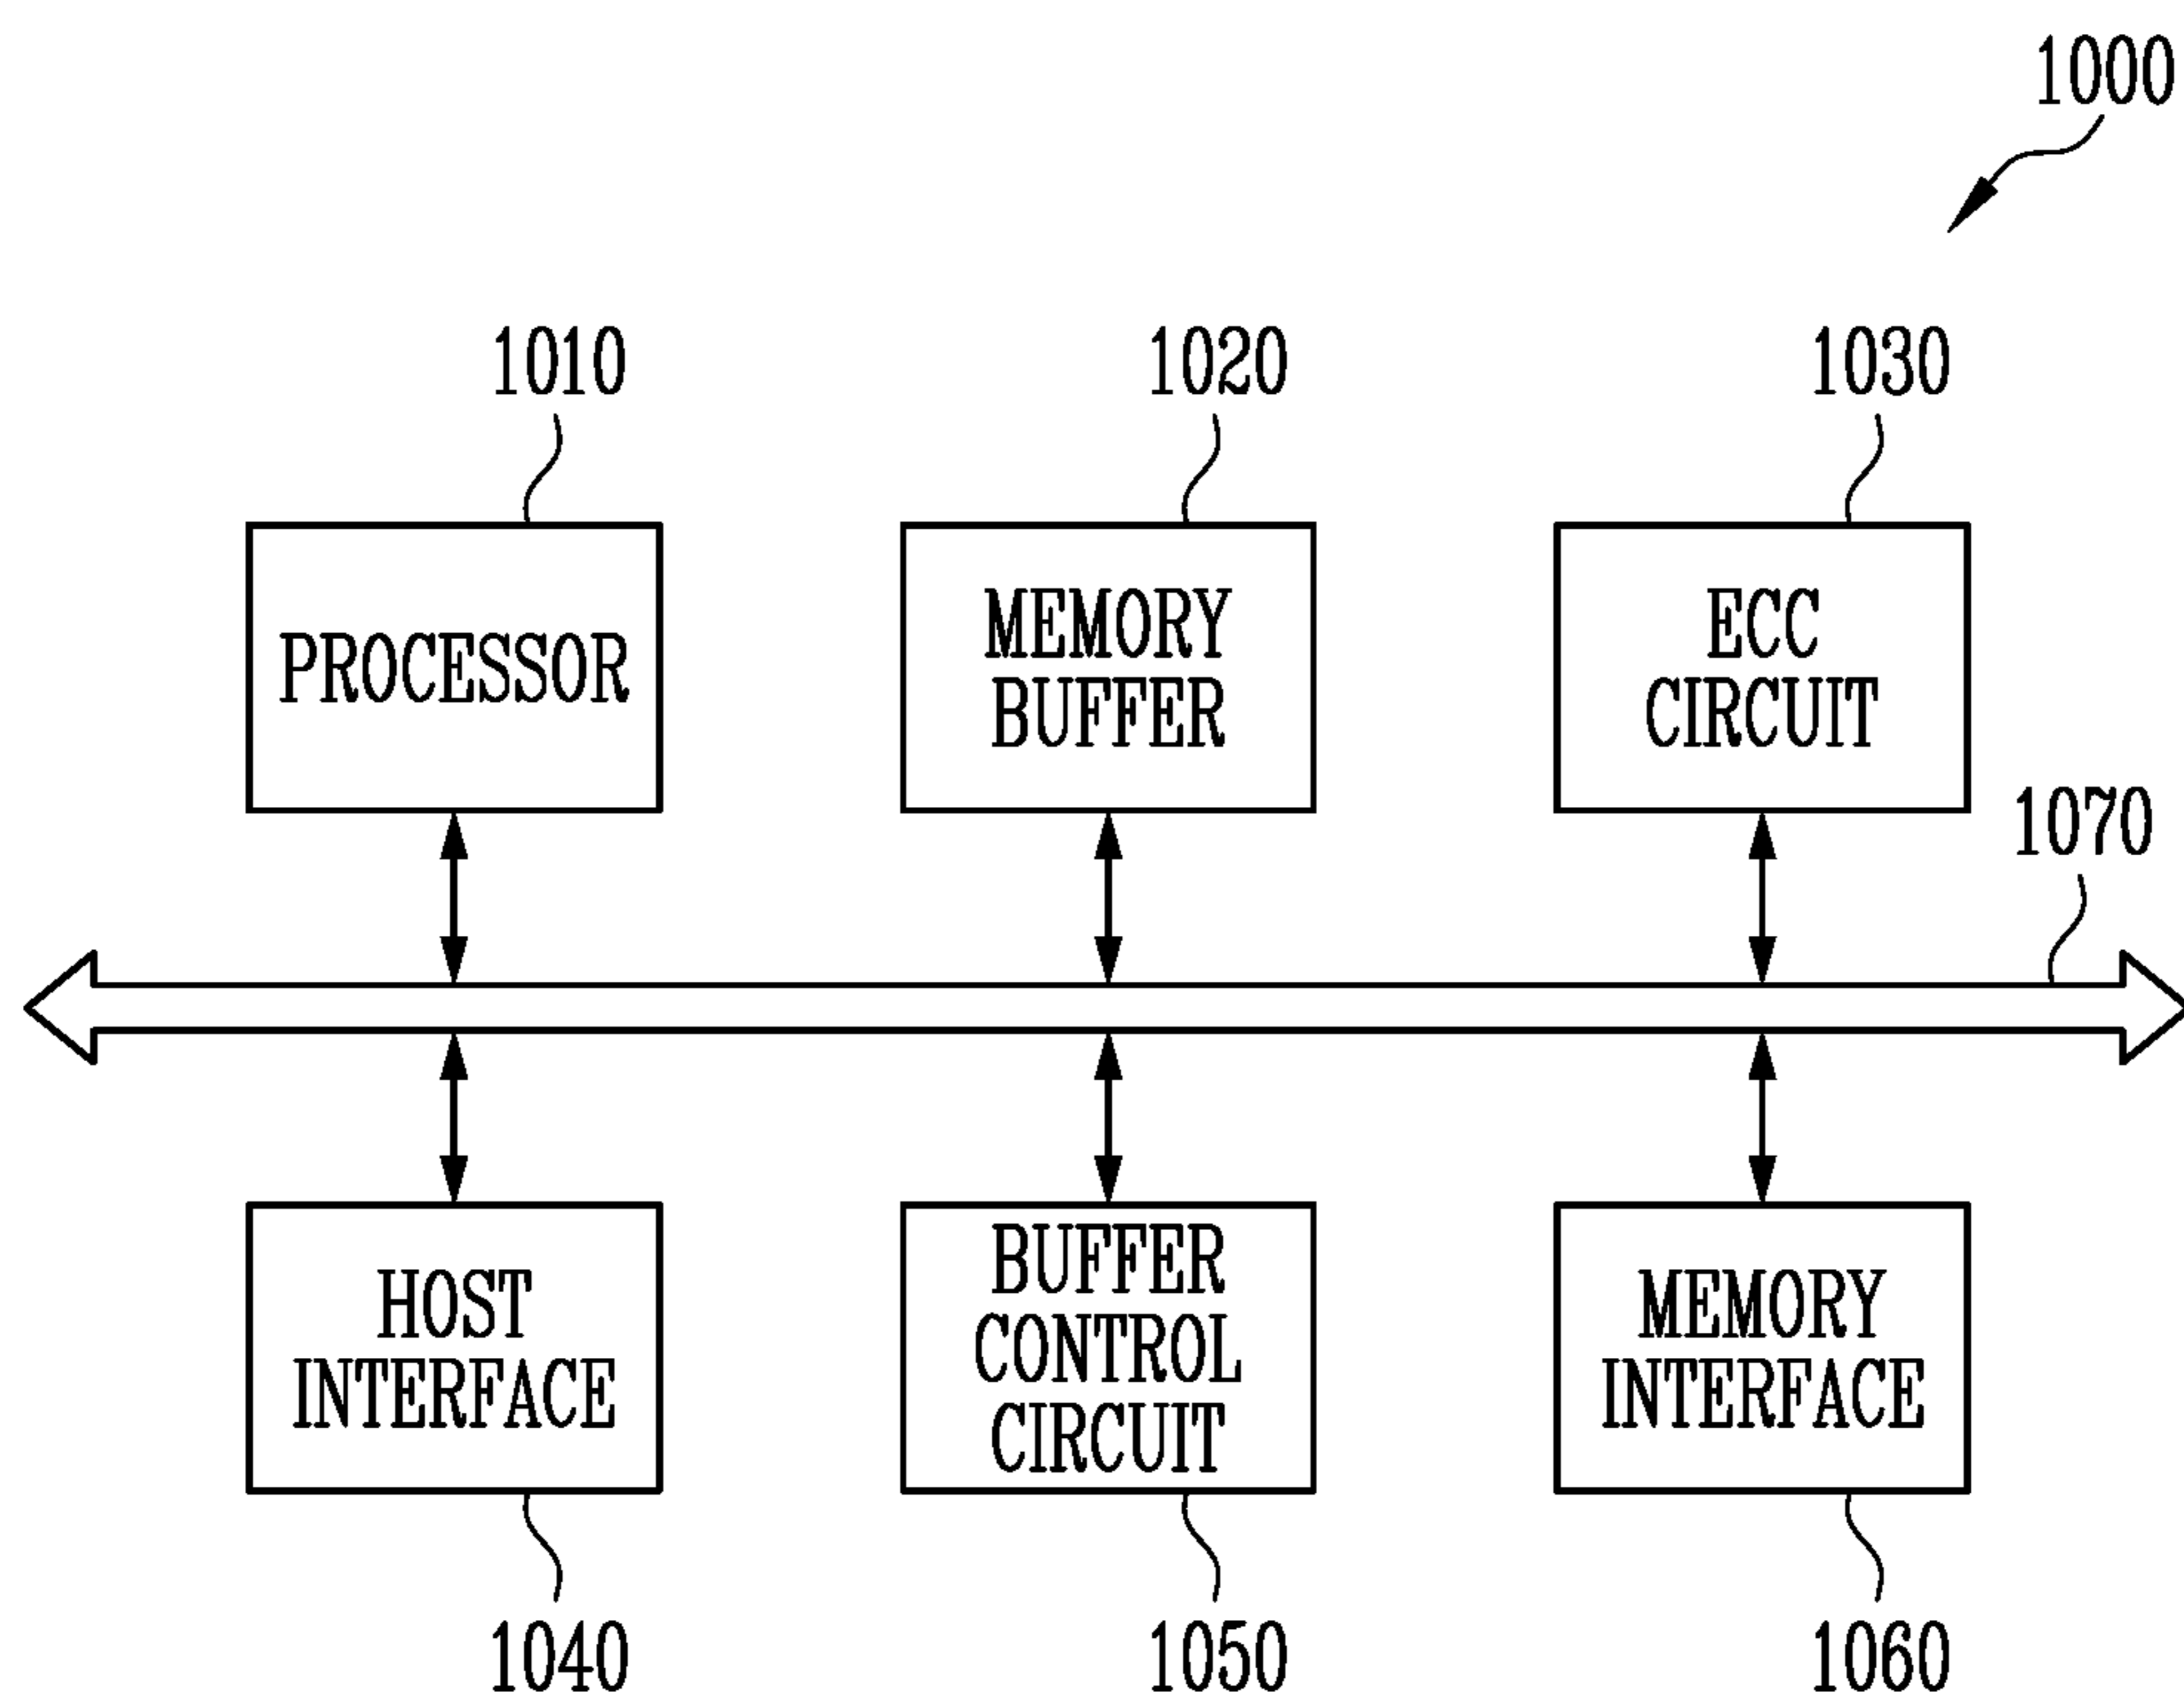 1000
1010
1020
1030
PROCESSOR
MEMORY
BUFFER
ECC
CIRCUIT
1070
HOST
INTERFACE
BUFFER
CONTROL
CIRCUIT
MEMORY
INTERFACE
1040
1050
1060